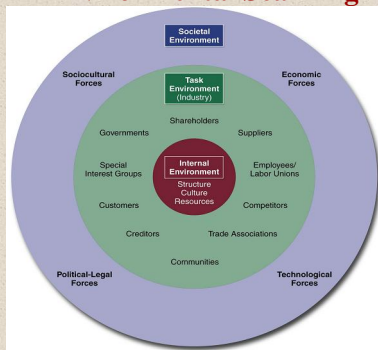 Societal
Environment
Sociocultural
Forces
Economic
Forces
Task
Environment
(Industry)
Shareholders
Governments
Suppliers
Special
Interest Groups
Internal
Environment
Structure
Culture
Resources
Employees/
Labor Unions
Customers
Competitors
Creditors
Trade Associations
Communities
Political-Legal
Forces
Technological
Forces